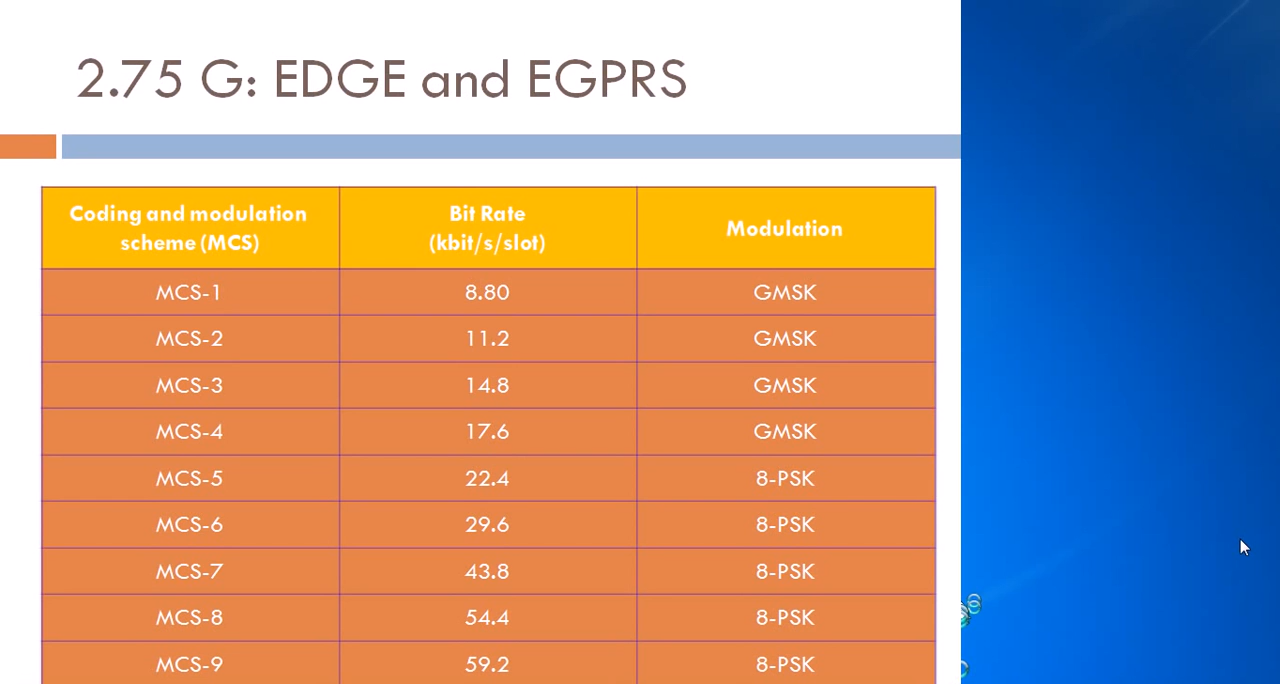 2.75 G: EDGE and EGPRS
Coding and modulation scheme (MCS) Bit Rate (kbit/s/slot) Modulation
MCS-1 8.80 GMSK
MCS-2 11.2 GMSK
MCS-3 14.8 GMSK
MCS-4 17.6 GMSK
MCS-5 22.4 8-PSK
MCS-6 29.6 8-PSK
MCS-7 43.8 8-PSK
MCS-8 54.4 8-PSK
MCS-9 59.2 8-PSK